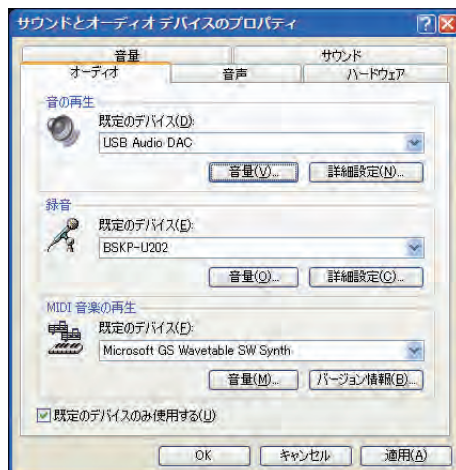 サウンドとオーディオ デバイスのプロパティ
音量 サウンド
オーディオ 音声 ハードウェア
音の再生
既定のデバイス(D):
USB Audio DAC
音量(V)... 詳細設定(N)...
録音
既定のデバイス(E):
BSKP-U202
音量(O)... 詳細設定(C)...
MIDI 音楽の再生
既定のデバイス(F):
Microsoft GS Wavetable SW Synth
音量(M)... バージョン情報(B)...
既定のデバイスのみ使用する(U)
OK キャンセル 適用(A)